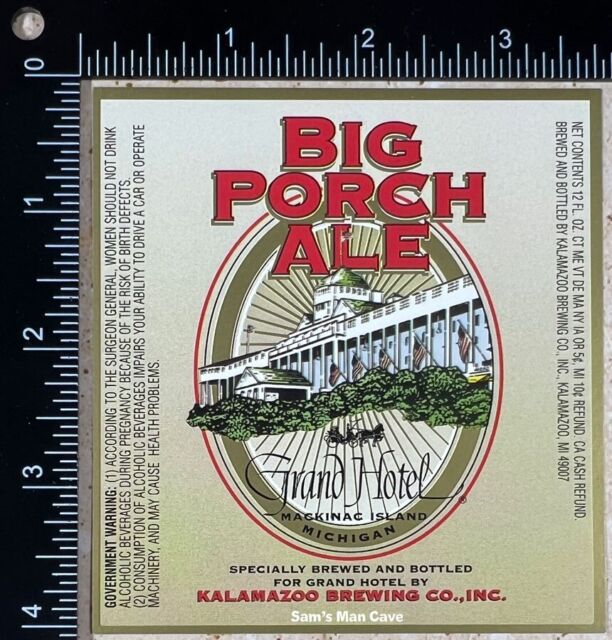 0 1 2 3
1
2
3
4
BIG
PORCH
ALE
Grand Hotel®
MACKINAC ISLAND
MICHIGAN
SPECIALLY BREWED AND BOTTLED
FOR GRAND HOTEL BY
KALAMAZOO BREWING CO., INC.
GOVERNMENT WARNING: (1) ACCORDING TO THE SURGEON GENERAL, WOMEN SHOULD NOT DRINK
ALCOHOLIC BEVERAGES DURING PREGNANCY BECAUSE OF THE RISK OF BIRTH DEFECTS.
(2) CONSUMPTION OF ALCOHOLIC BEVERAGES IMPAIRS YOUR ABILITY TO DRIVE A CAR OR OPERATE
MACHINERY, AND MAY CAUSE HEALTH PROBLEMS.
NET CONTENTS 12 FL. OZ CT ME VT DE MA NY IA OR 5¢, MI 10¢ REFUND, CA CASH REFUND.
BREWED AND BOTTLED BY KALAMAZOO BREWING CO., INC., KALAMAZOO, MI 49007
Sam's Man Cave